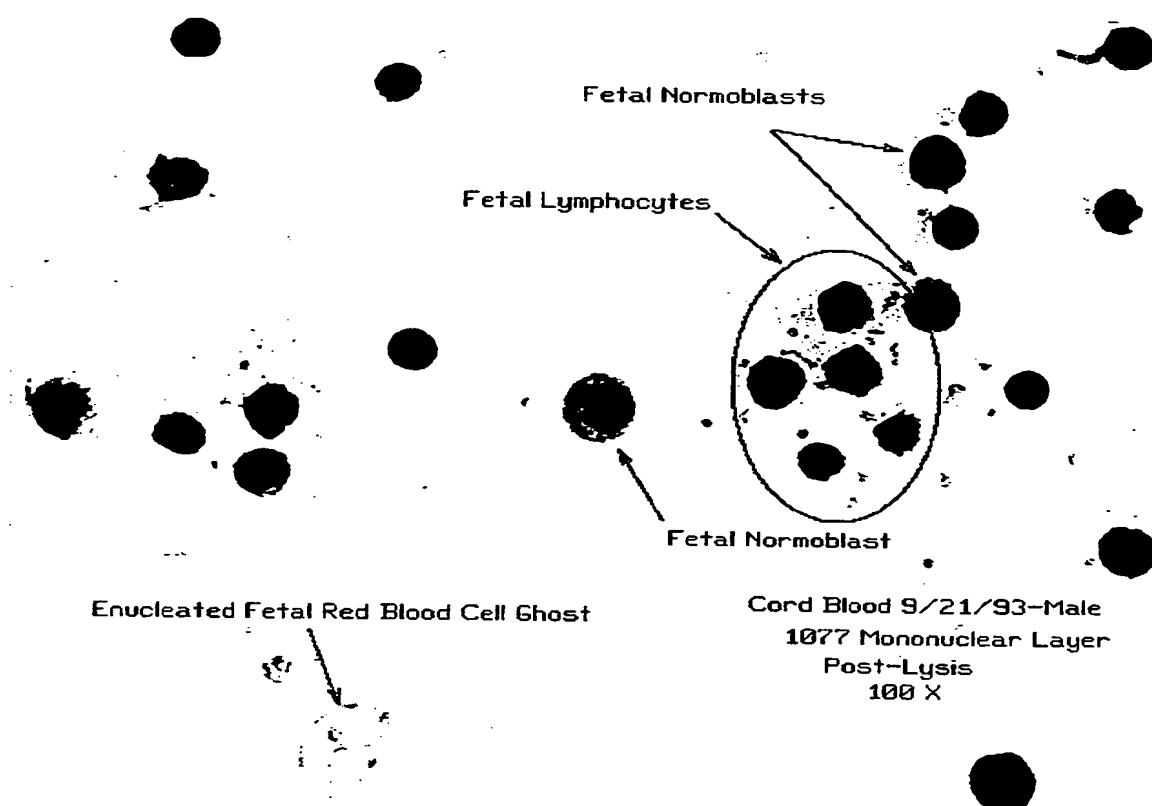 Fetal Normoblasts
Fetal Lymphocytes
Fetal Normoblast
Enucleated Fetal Red Blood Cell Ghost
Cord Blood 9/21/93-Male
1077 Mononuclear Layer
Post-Lysis
100 X